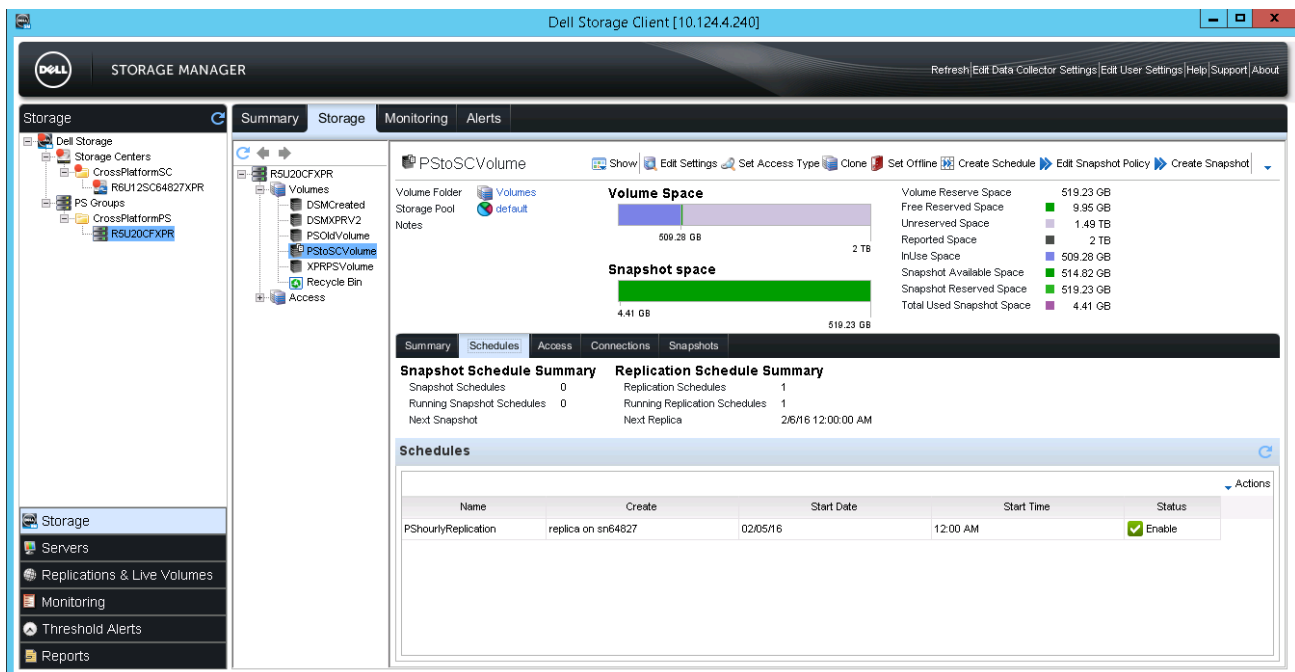 Dell Storage Client [10.124.4.240]
DELL
STORAGE MANAGER
Refresh|Edit Data Collector Settings|Edit User Settings|Help|Support|About
Storage
Dell Storage
Storage Centers
CrossPlatformSC
R6U12SC64827XPR
PS Groups
CrossPlatformPS
R5U20CFXPR
Storage
Servers
Replications & Live Volumes
Monitoring
Threshold Alerts
Reports
Summary Storage Monitoring Alerts
R5U20CFXPR
Volumes
DSMCreated
DSMXPRV2
PSOldVolume
PStoSCVolume
XPRPSVolume
Recycle Bin
Access
PStoSCVolume
Show Edit Settings Set Access Type Clone Set Offline Create Schedule Edit Snapshot Policy Create Snapshot
Volume Folder Volumes
Storage Pool default
Notes
Volume Space
509.28 GB
2 TB
Snapshot space
4.41 GB
519.23 GB
Volume Reserve Space 519.23 GB
Free Reserved Space 9.95 GB
Unreserved Space 1.49 TB
Reported Space 2 TB
InUse Space 509.28 GB
Snapshot Available Space 514.82 GB
Snapshot Reserved Space 519.23 GB
Total Used Snapshot Space 4.41 GB
Summary Schedules Access Connections Snapshots
Snapshot Schedule Summary
Snapshot Schedules 0
Running Snapshot Schedules 0
Next Snapshot
Replication Schedule Summary
Replication Schedules 1
Running Replication Schedules 1
Next Replica 2/6/16 12:00:00 AM
Schedules
Actions
Name Create Start Date Start Time Status
PShourlyReplication replica on sn64827 02/05/16 12:00 AM Enable